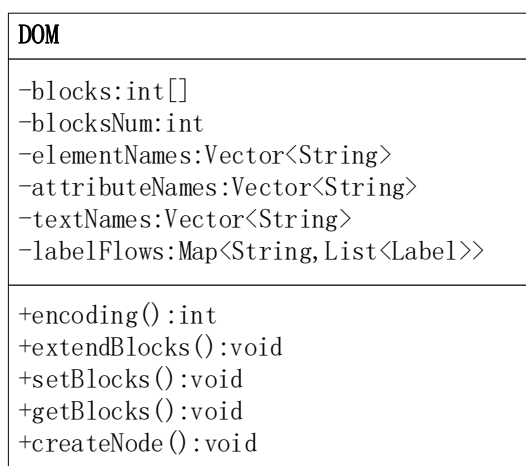 DOM
-blocks:int[]
-blocksNum:int
-elementNames:Vector<String>
-attributeNames:Vector<String>
-textNames:Vector<String>
-labelFlows:Map<String,List<Label>>
+encoding():int
+extendBlocks():void
+setBlocks():void
+getBlocks():void
+createNode():void